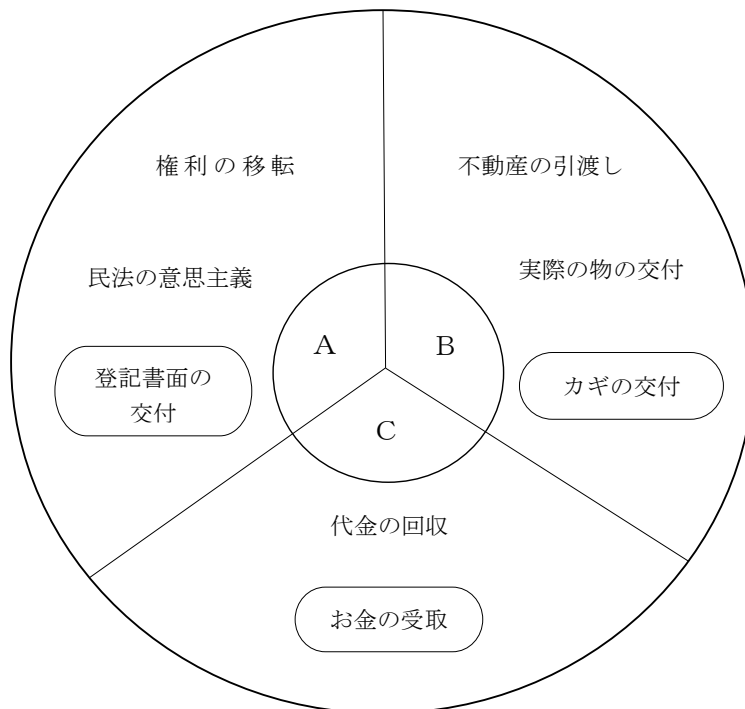 権利の移転
民法の意思主義
登記書面の
交付
A
不動産の引渡し
実際の物の交付
カギの交付
B
C
代金の回収
お金の受取